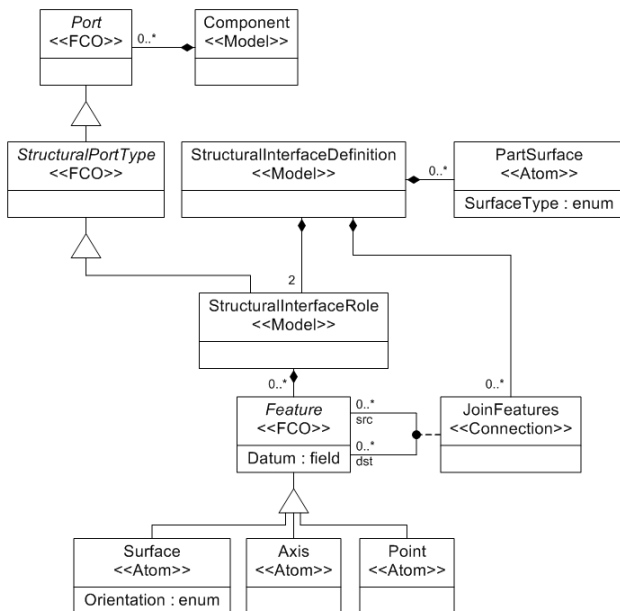 Port
<<FCO>>
0..*
Component
<<Model>>
StructuralPortType
<<FCO>>
StructuralInterfaceDefinition
<<Model>>
0..*
PartSurface
<<Atom>>
SurfaceType : enum
2
StructuralInterfaceRole
<<Model>>
0..*
0..*
Feature
<<FCO>>
Datum : field
0..*
src
0..*
dst
JoinFeatures
<<Connection>>
Surface
<<Atom>>
Orientation : enum
Axis
<<Atom>>
Point
<<Atom>>